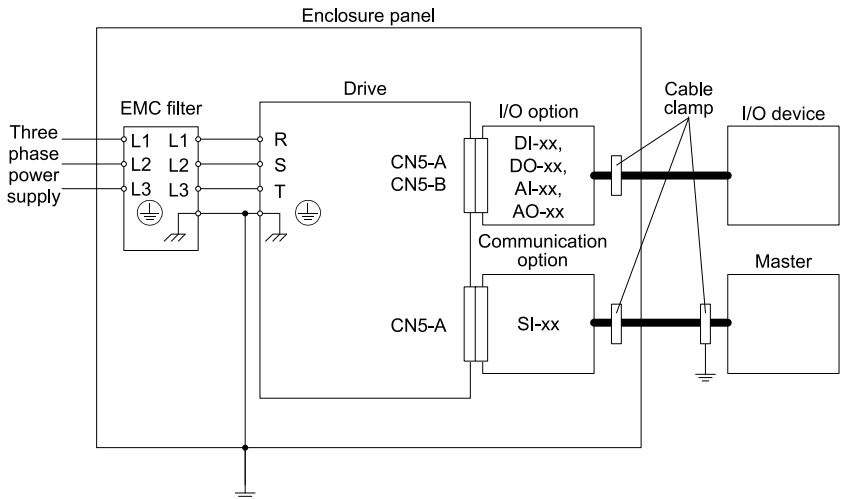 Enclosure panel
EMC filter
Drive
I/O option
Cable
clamp
I/O device
Three
phase
power
supply
L1 L1
L2 L2
L3 L3
R
S
T
CN5-A
CN5-B
DI-xx,
DO-xx,
AI-xx,
AO-xx
Communication
option
Master
CN5-A
SI-xx